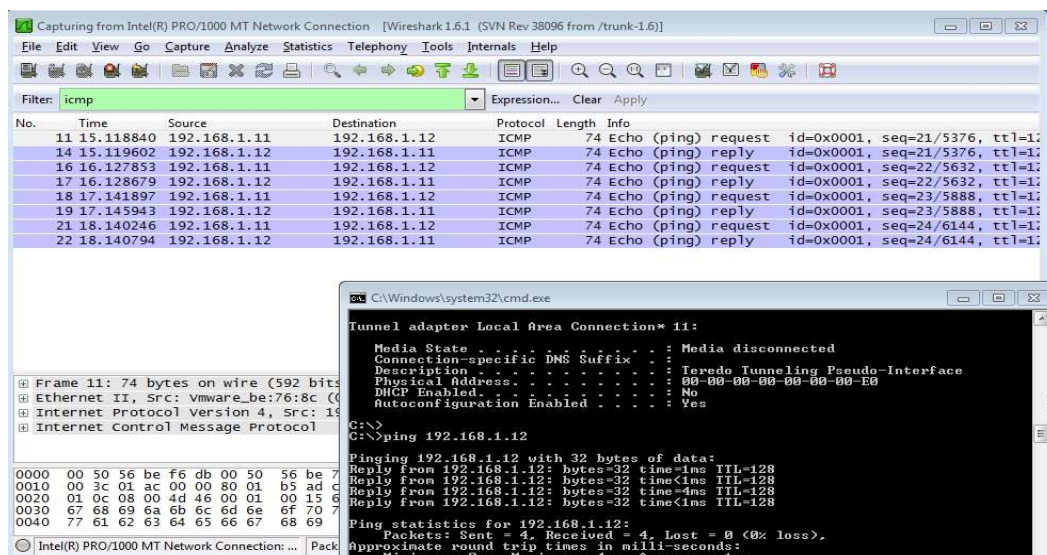 Capturing from Intel(R) PRO/1000 MT Network Connection [Wireshark 1.6.1 (SVN Rev 38096 from /trunk-1.6)]
File Edit View Go Capture Analyze Statistics Telephony Tools Internals Help
Filter: icmp Expression... Clear Apply
No. Time Source Destination Protocol Length Info
11 15.118840 192.168.1.11 192.168.1.12 ICMP 74 Echo (ping) request id=0x0001, seq=21/5376, ttl=12
14 15.119602 192.168.1.12 192.168.1.11 ICMP 74 Echo (ping) reply id=0x0001, seq=21/5376, ttl=12
16 16.127853 192.168.1.11 192.168.1.12 ICMP 74 Echo (ping) request id=0x0001, seq=22/5632, ttl=12
17 16.128679 192.168.1.12 192.168.1.11 ICMP 74 Echo (ping) reply id=0x0001, seq=22/5632, ttl=12
18 17.141897 192.168.1.11 192.168.1.12 ICMP 74 Echo (ping) request id=0x0001, seq=23/5888, ttl=12
19 17.145943 192.168.1.12 192.168.1.11 ICMP 74 Echo (ping) reply id=0x0001, seq=23/5888, ttl=12
21 18.140246 192.168.1.11 192.168.1.12 ICMP 74 Echo (ping) request id=0x0001, seq=24/6144, ttl=12
22 18.140794 192.168.1.12 192.168.1.11 ICMP 74 Echo (ping) reply id=0x0001, seq=24/6144, ttl=12
C:\Windows\system32\cmd.exe
Tunnel adapter Local Area Connection* 11:
Media State . . . . . . . . . . . : Media disconnected
Connection-specific DNS Suffix . :
Description . . . . . . . . . . . : Teredo Tunneling Pseudo-Interface
Physical Address. . . . . . . . . : 00-00-00-00-00-00-00-E0
DHCP Enabled. . . . . . . . . . . : No
Autoconfiguration Enabled . . . . : Yes
C:\>
C:\>ping 192.168.1.12
Pinging 192.168.1.12 with 32 bytes of data:
Reply from 192.168.1.12: bytes=32 time=1ms TTL=128
Reply from 192.168.1.12: bytes=32 time<1ms TTL=128
Reply from 192.168.1.12: bytes=32 time=4ms TTL=128
Reply from 192.168.1.12: bytes=32 time<1ms TTL=128
Ping statistics for 192.168.1.12:
Packets: Sent = 4, Received = 4, Lost = 0 (0% loss),
Approximate round trip times in milli-seconds:
Frame 11: 74 bytes on wire (592 bits
Ethernet II, Src: Vmware_be:76:8c (0
Internet Protocol Version 4, Src: 19
Internet Control Message Protocol
0000 00 50 56 be f6 db 00 50 56 be 7
0010 00 3c 01 ac 00 00 80 01 b5 ad c
0020 01 0c 08 00 4d 46 00 01 00 15 6
0030 67 68 69 6a 6b 6c 6d 6e 6f 70 7
0040 77 61 62 63 64 65 66 67 68 69
Intel(R) PRO/1000 MT Network Connection: ... Pack